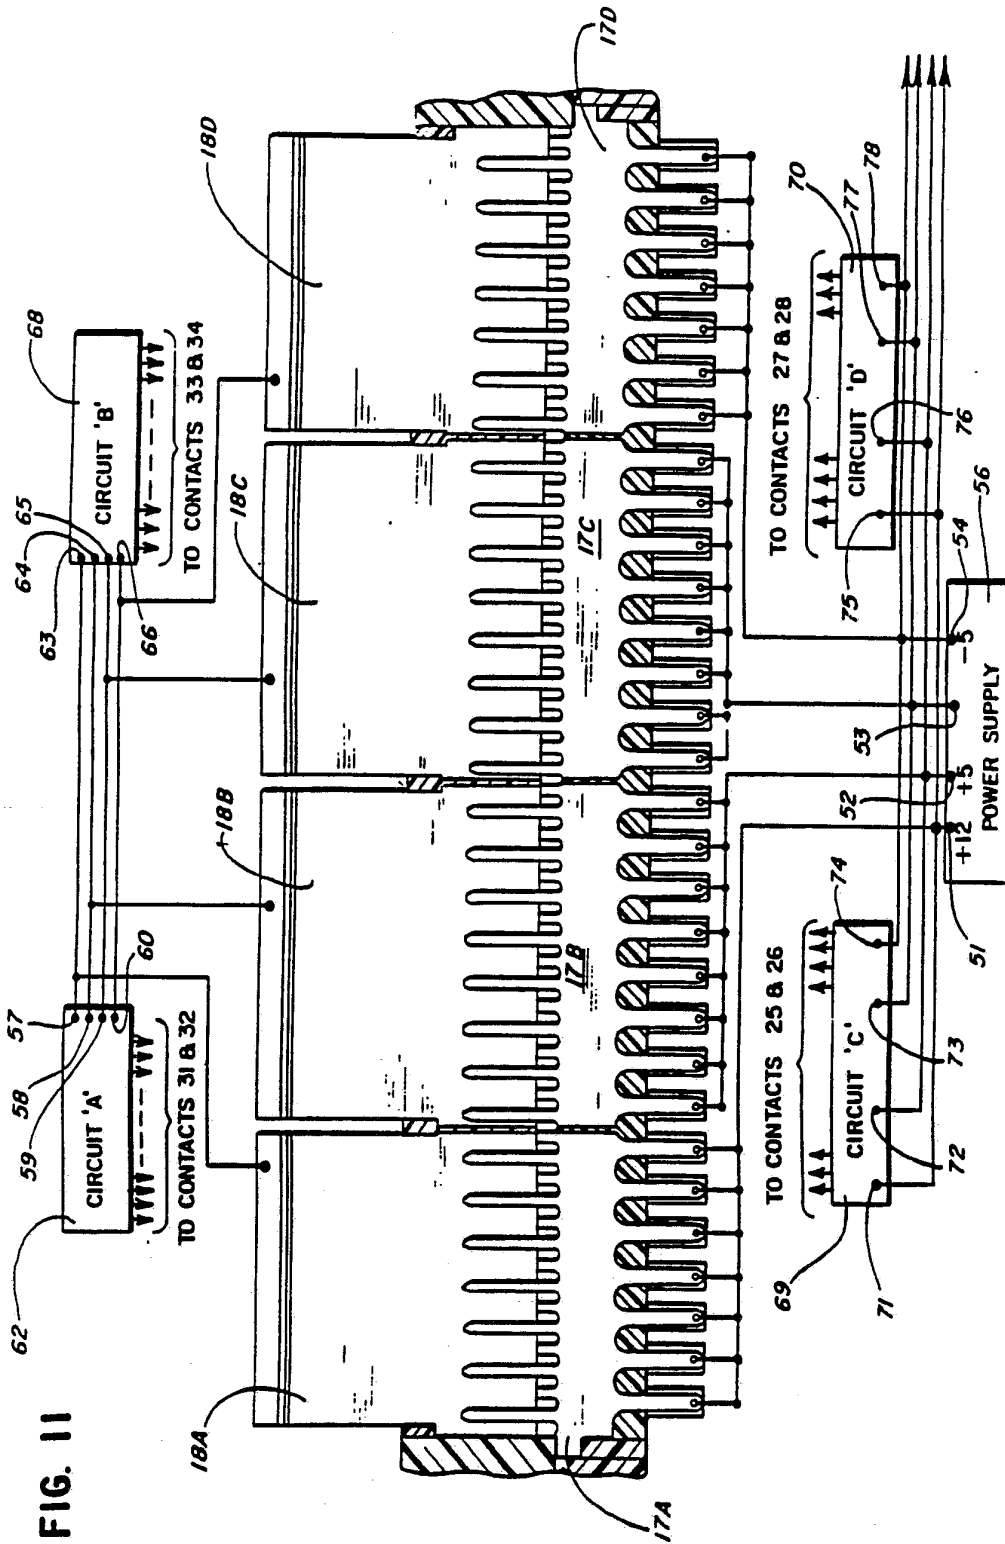 FIG. 11
62
CIRCUIT 'A'
57
58
59
60
TO CONTACTS 31 & 32
63
64
65
66
68
CIRCUIT 'B'
TO CONTACTS 33 & 34
18A
18B
18C
18D
17A
17B
17C
17D
TO CONTACTS 25 & 26
69
CIRCUIT 'C'
71
72
73
74
TO CONTACTS 27 & 28
70
CIRCUIT 'D'
75
76
77
78
51
52
53
54
+12
+5
-5
POWER SUPPLY
56